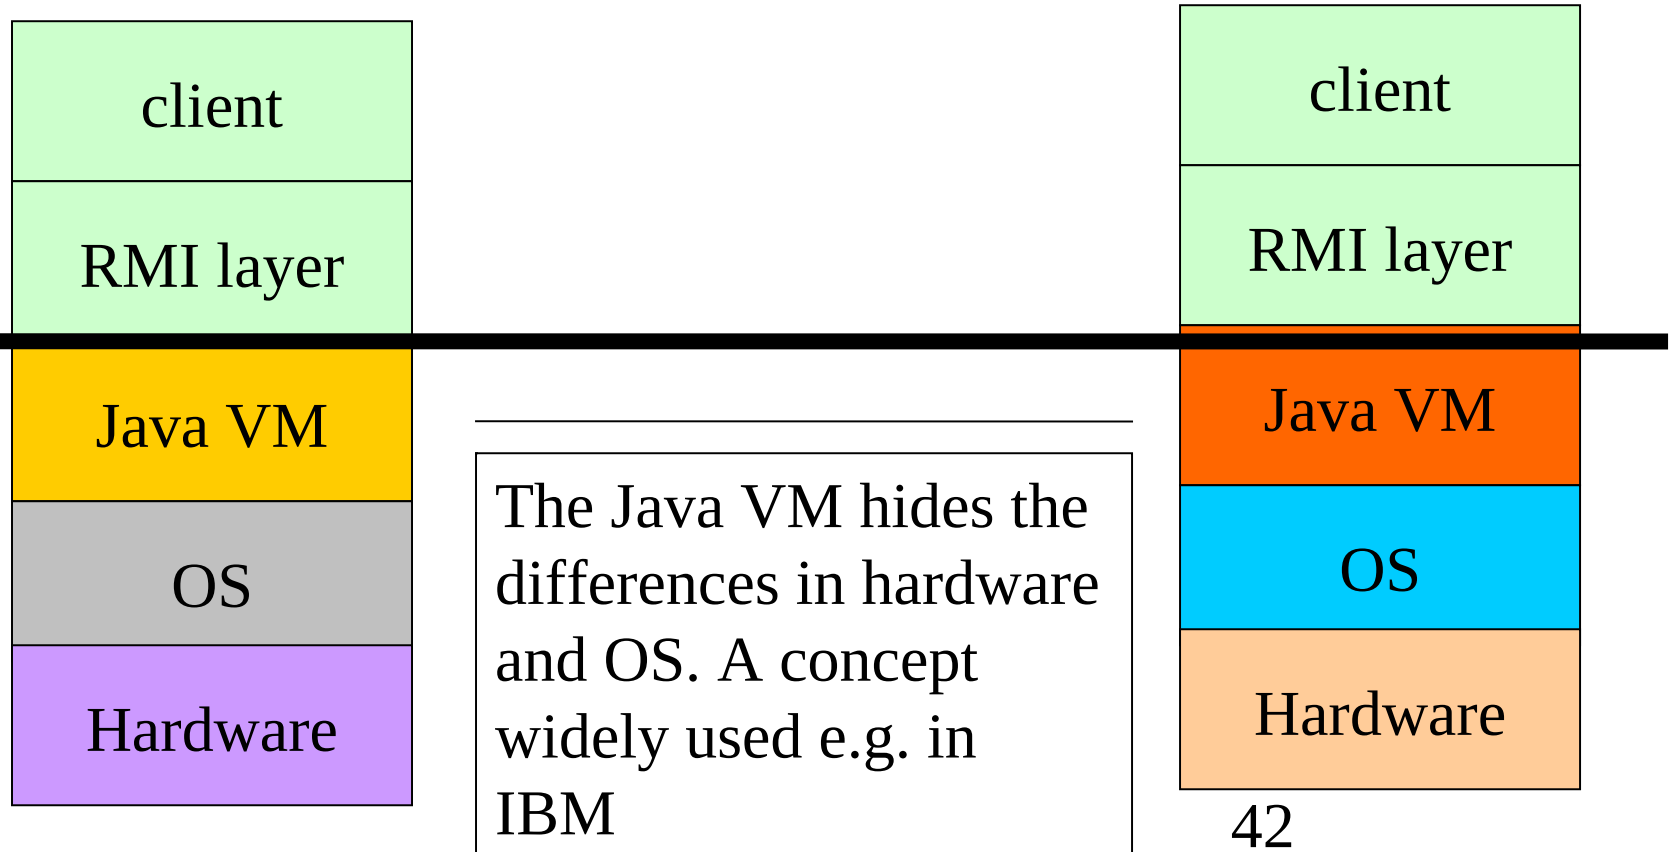 client
RMI layer
Java VM
OS
Hardware
The Java VM hides the
differences in hardware
and OS. A concept
widely used e.g. in
IBM
client
RMI layer
Java VM
OS
Hardware
42